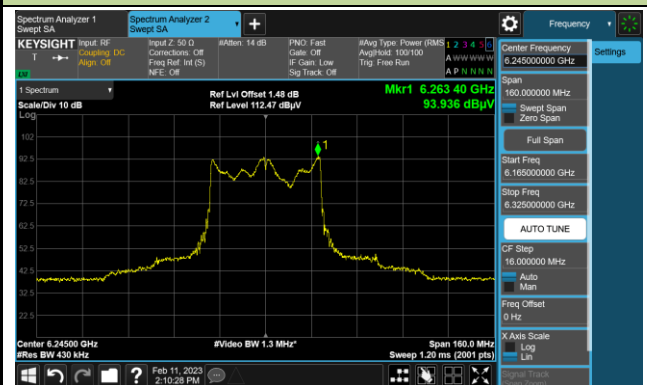 Spectrum Analyzer 1
Swept SA
Spectrum Analyzer 2
Swept SA
Frequency
KEYSIGHT
T
Input: RF
Coupling: DC
Align: Off
Input Z: 50 Ω
Corrections: Off
Freq Ref: Int (S)
NFE: Off
#Atten: 14 dB
PNO: Fast
Gate: Off
IF Gain: Low
Sig Track: Off
#Avg Type: Power (RMS
Avg|Hold: 100/100
Trig: Free Run
1 2 3 4 5 6
A W W W W W
A P N N N N
1 Spectrum
Scale/Div 10 dB
Log
Ref Lvl Offset 1.48 dB
Ref Level 112.47 dBµV
Mkr1 6.263 40 GHz
93.936 dBµV
1
102
92.5
82.5
72.5
62.5
52.5
42.5
32.5
22.5
Center 6.24500 GHz
#Res BW 430 kHz
#Video BW 1.3 MHz*
Span 160.0 MHz
Sweep 1.20 ms (2001 pts)
Center Frequency
6.245000000 GHz
Settings
Span
160.000000 MHz
Swept Span
Zero Span
Full Span
Start Freq
6.165000000 GHz
Stop Freq
6.325000000 GHz
AUTO TUNE
CF Step
16.000000 MHz
Auto
Man
Freq Offset
0 Hz
X Axis Scale
Log
Lin
Signal Track
Feb 11, 2023
2:10:28 PM